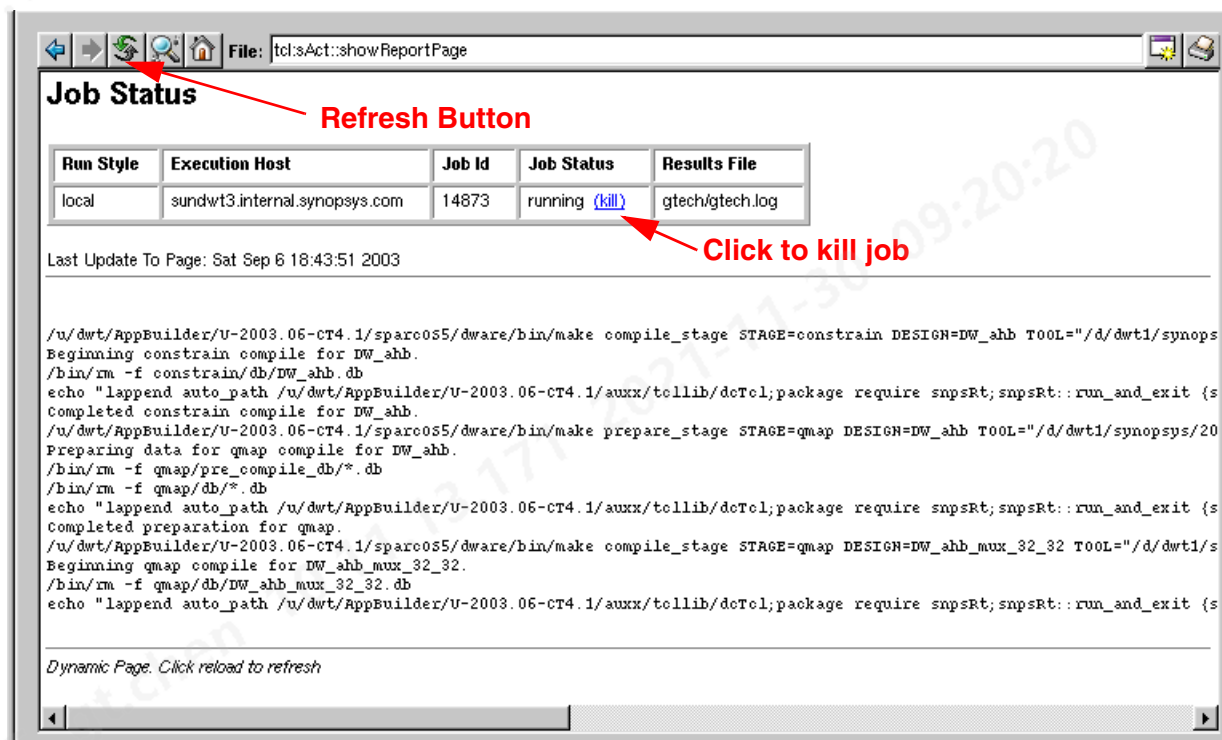 File: tcl:sAct::showReportPage
Job Status
Refresh Button
Run Style Execution Host Job Id Job Status Results File
local sundwt3.internal.synopsys.com 14873 running (kill) gtech/gtech.log
Click to kill job
Last Update To Page: Sat Sep 6 18:43:51 2003
/u/dwt/AppBuilder/U-2003.06-CT4.1/sparcOS5/dware/bin/make compile_stage STAGE=constrain DESIGN=DW_ahb TOOL="/d/dwt1/synops
Beginning constrain compile for DW_ahb.
/bin/rm -f constrain/db/DW_ahb.db
echo "lappend auto_path /u/dwt/AppBuilder/U-2003.06-CT4.1/auxx/tcllib/dcTcl;package require snpsRt;snpsRt::run_and_exit {s
Completed constrain compile for DW_ahb.
/u/dwt/AppBuilder/U-2003.06-CT4.1/sparcOS5/dware/bin/make prepare_stage STAGE=qmap DESIGN=DW_ahb TOOL="/d/dwt1/synopsys/20
Preparing data for qmap compile for DW_ahb.
/bin/rm -f qmap/pre_compile_db/*.db
/bin/rm -f qmap/db/*.db
echo "lappend auto_path /u/dwt/AppBuilder/U-2003.06-CT4.1/auxx/tcllib/dcTcl;package require snpsRt;snpsRt::run_and_exit {s
Completed preparation for qmap.
/u/dwt/AppBuilder/U-2003.06-CT4.1/sparcOS5/dware/bin/make compile_stage STAGE=qmap DESIGN=DW_ahb_mux_32_32 TOOL="/d/dwt1/s
Beginning qmap compile for DW_ahb_mux_32_32.
/bin/rm -f qmap/db/DW_ahb_mux_32_32.db
echo "lappend auto_path /u/dwt/AppBuilder/U-2003.06-CT4.1/auxx/tcllib/dcTcl;package require snpsRt;snpsRt::run_and_exit {s
Dynamic Page. Click reload to refresh